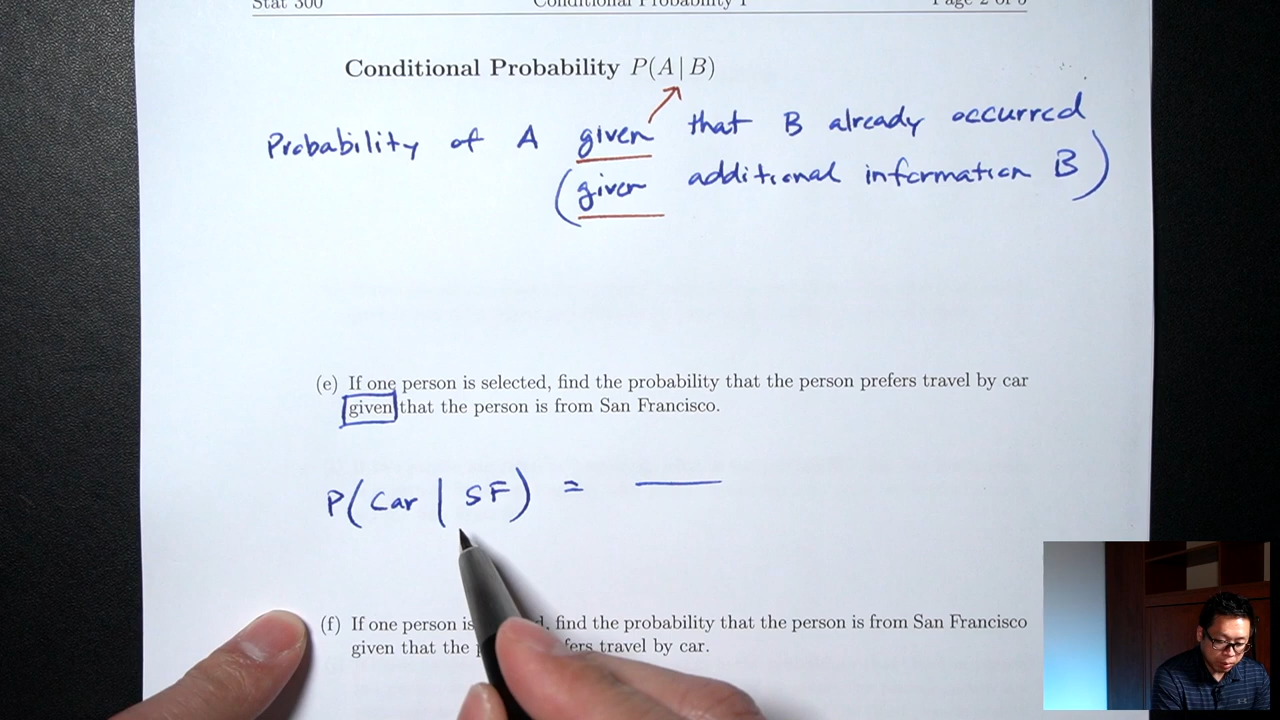 Stat 300 Conditional Probability 1 Page 2 of 5
Conditional Probability P(A | B)
Probability of A given that B already occurred
(given additional information B)
(e) If one person is selected, find the probability that the person prefers travel by car
given that the person is from San Francisco.
P(Car | SF) =
(f) If one person is find the probability that the person is from San Francisco
given that the travel by car.